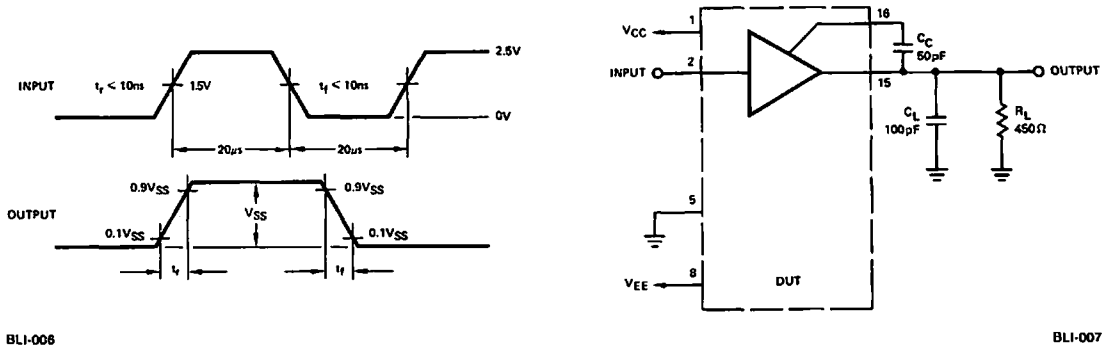 INPUT
tr < 10ns
1.5V
tf < 10ns
2.5V
0V
20μs
20μs
OUTPUT
0.9VSS
0.1VSS
VSS
0.9VSS
0.1VSS
tr
tf
BLI-006
VCC
1
16
CC
50pF
INPUT
2
15
OUTPUT
CL
100pF
RL
450Ω
5
VEE
8
DUT
BLI-007